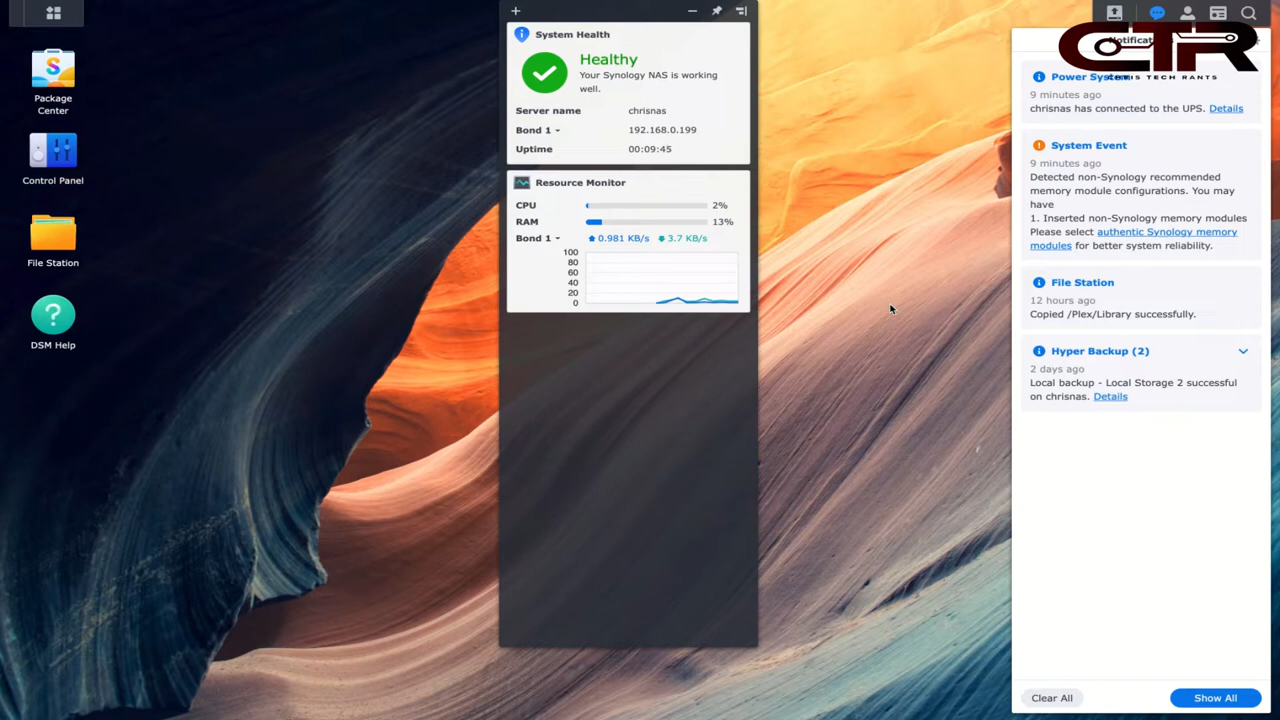 Package
Center
Control Panel
File Station
DSM Help
System Health
Healthy
Your Synology NAS is working
well.
Server name chrisnas
Bond 1 192.168.0.199
Uptime 00:09:45
Resource Monitor
CPU 2%
RAM 13%
Bond 1 0.981 KB/s 3.7 KB/s
100
80
60
40
20
0
CTR
CHRIS TECH RANTS
Power System
9 minutes ago
chrisnas has connected to the UPS. Details
System Event
9 minutes ago
Detected non-Synology recommended
memory module configurations. You may
have
1. Inserted non-Synology memory modules
Please select authentic Synology memory
modules for better system reliability.
File Station
12 hours ago
Copied /Plex/Library successfully.
Hyper Backup (2)
2 days ago
Local backup - Local Storage 2 successful
on chrisnas. Details
Clear All
Show All